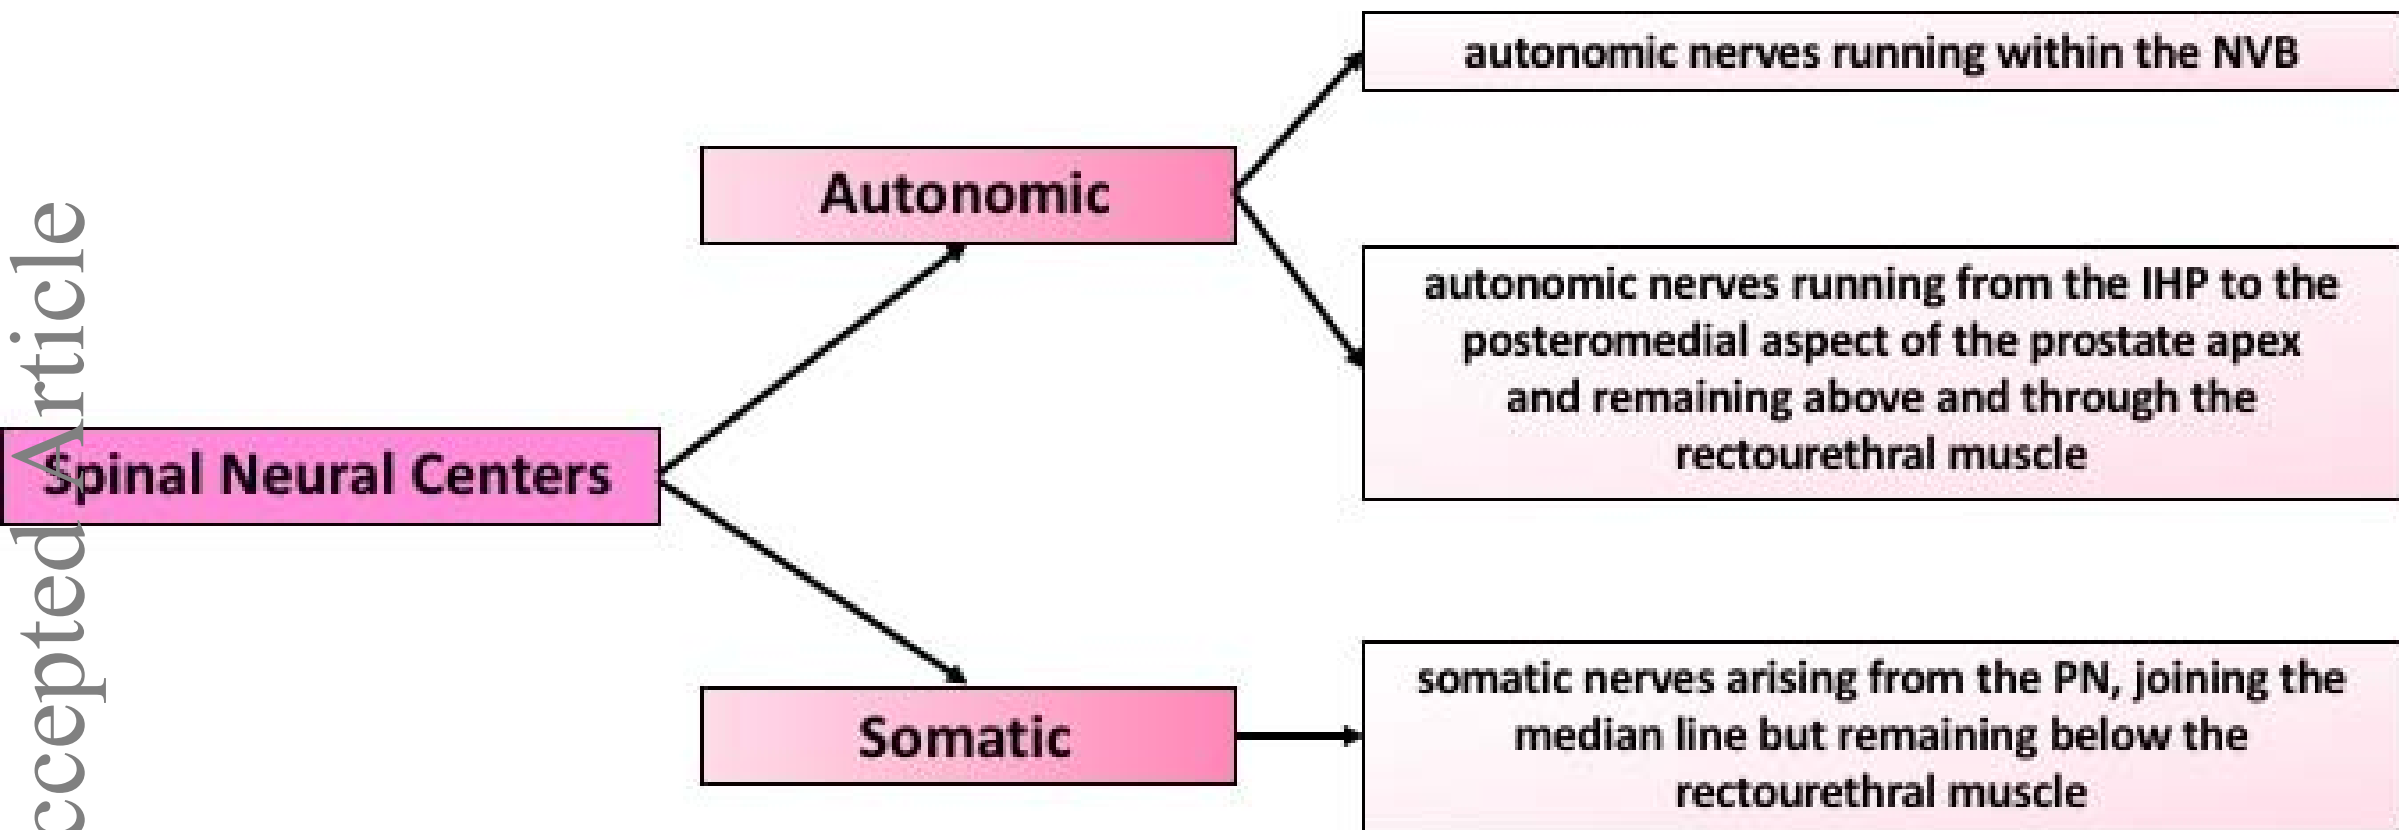 autonomic nerves running within the NVB
Autonomic
autonomic nerves running from the IHP to the
posteromedial aspect of the prostate apex
and remaining above and through the
rectourethral muscle
Spinal Neural Centers
somatic nerves arising from the PN, joining the
median line but remaining below the
rectourethral muscle
Somatic
ccepted Article